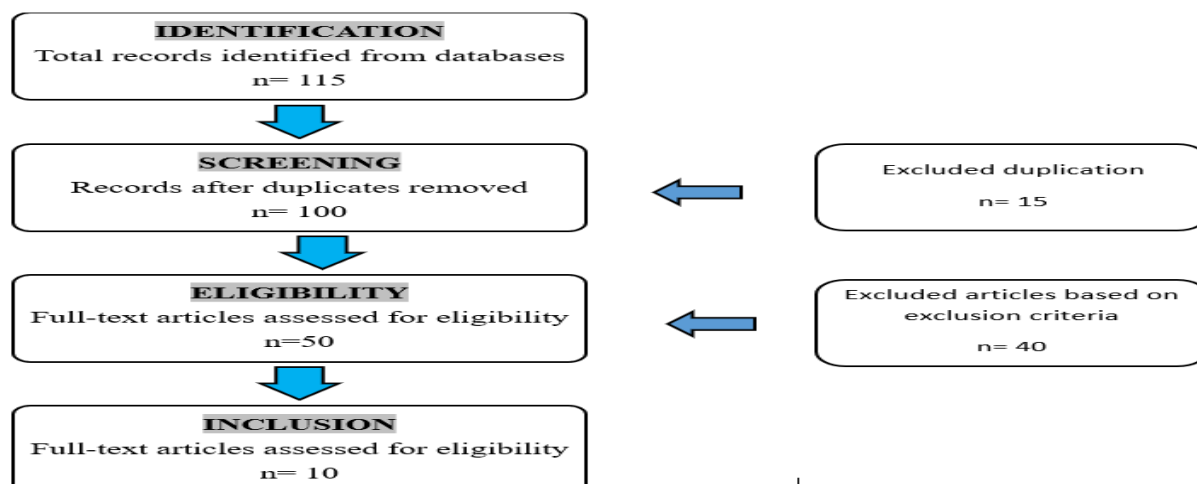 IDENTIFICATION
Total records identified from databases
n= 115
SCREENING
Records after duplicates removed
n= 100
Excluded duplication
n= 15
ELIGIBILITY
Full-text articles assessed for eligibility
n=50
Excluded articles based on
exclusion criteria
n= 40
INCLUSION
Full-text articles assessed for eligibility
n= 10